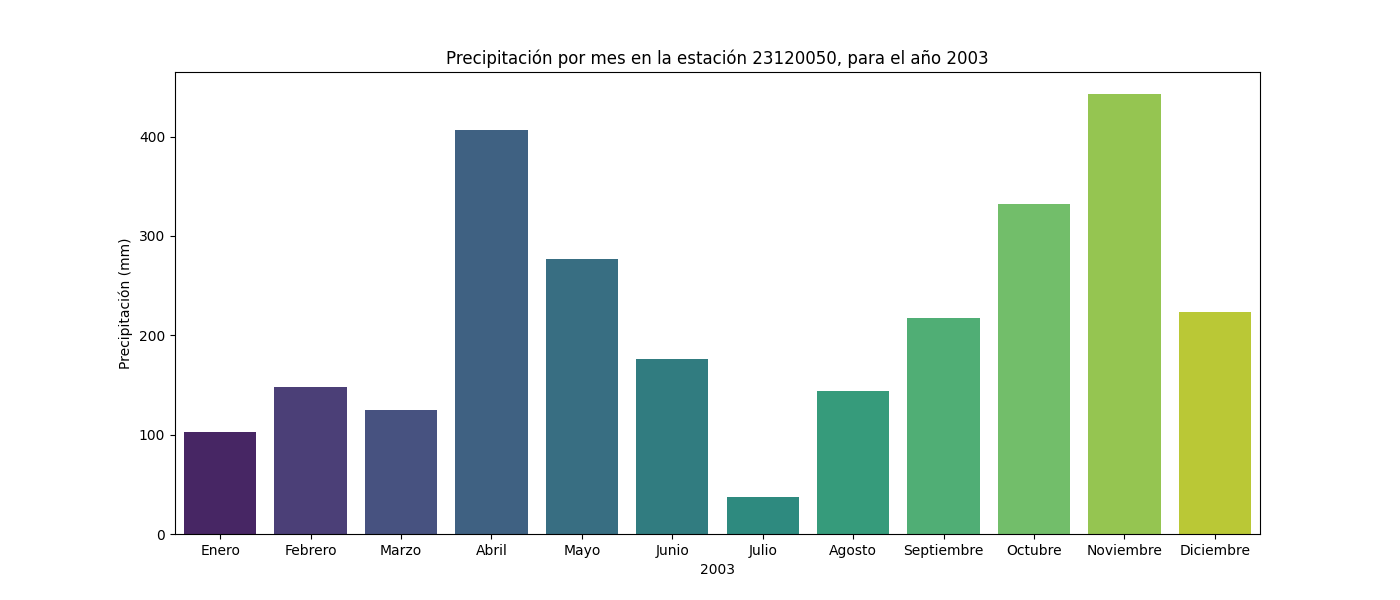 Precipitación por mes en la estación 23120050, para el año 2003
Precipitación (mm)
400
300
200
100
0
Enero Febrero Marzo Abril Mayo Junio Julio Agosto Septiembre Octubre Noviembre Diciembre
2003